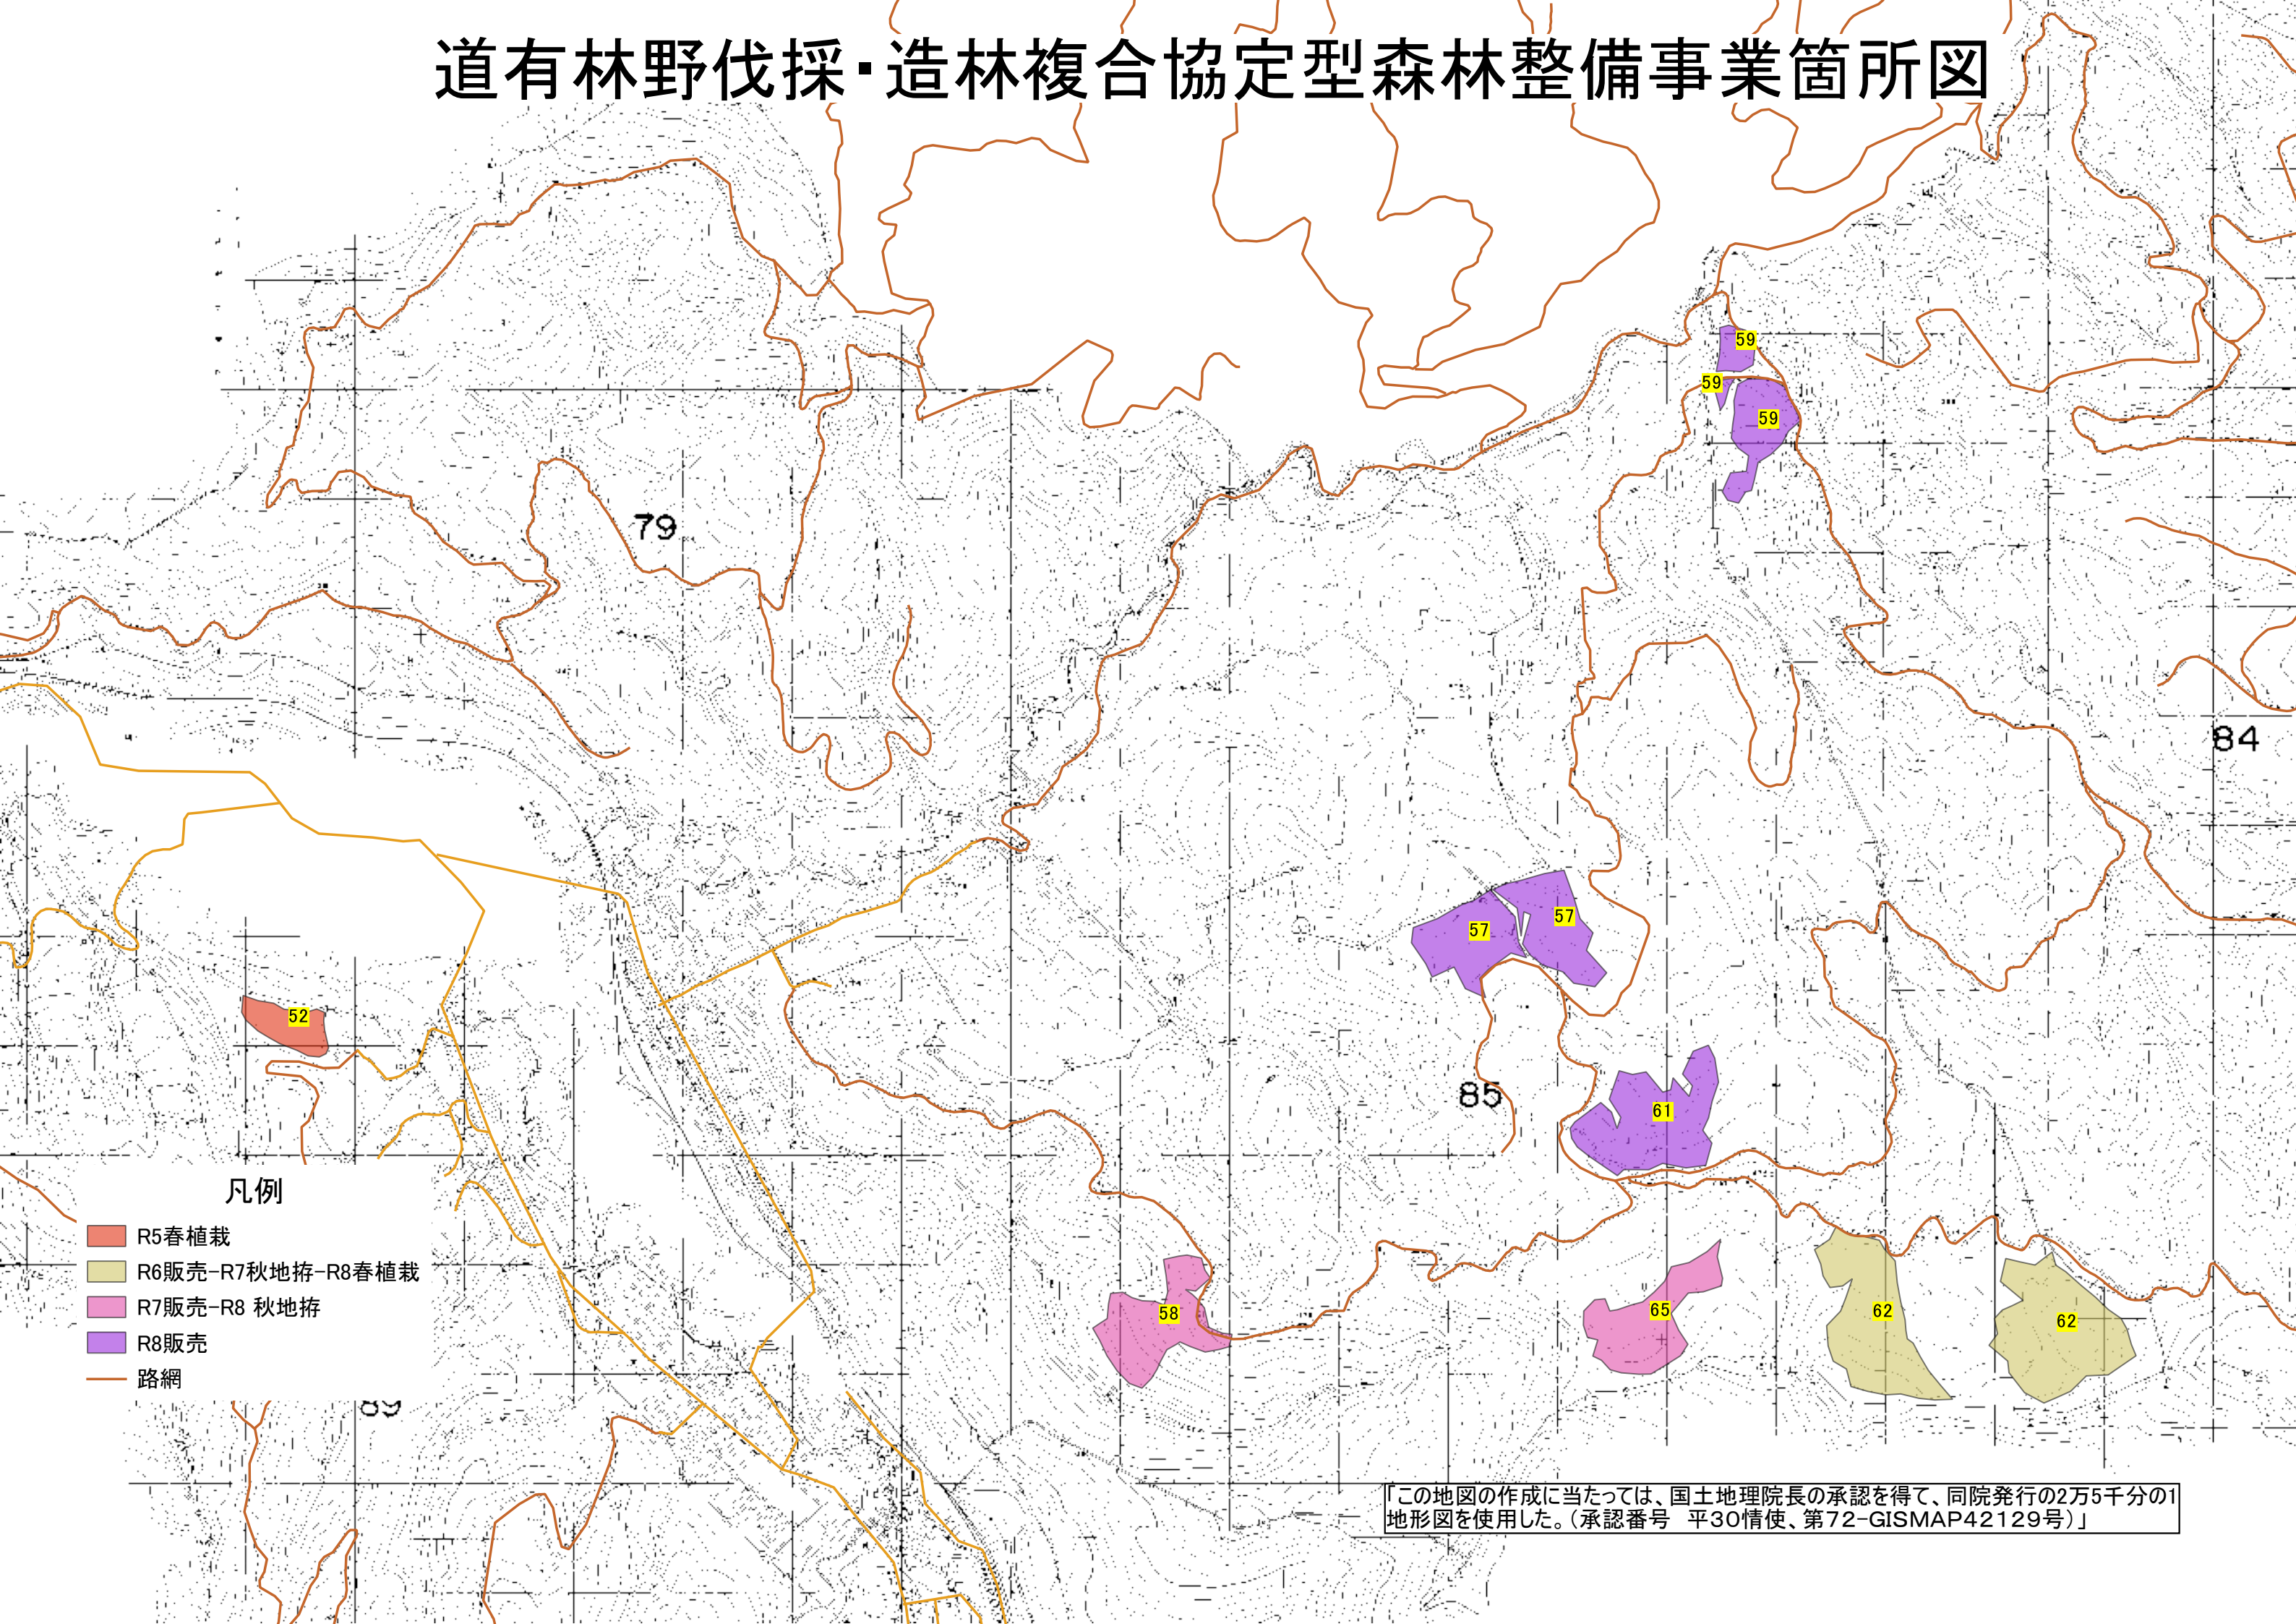 道有林野伐採・造林複合協定型森林整備事業箇所図
59
59
59
79
84
57
57
52
85
61
凡例
R5春植栽
R6販売-R7秋地拵-R8春植栽
R7販売-R8 秋地拵
R8販売
路網
58
65
62
62
「この地図の作成に当たっては、国土地理院長の承認を得て、同院発行の2万5千分の1
地形図を使用した。（承認番号　平30情使、第72-GISMAP42129号）」